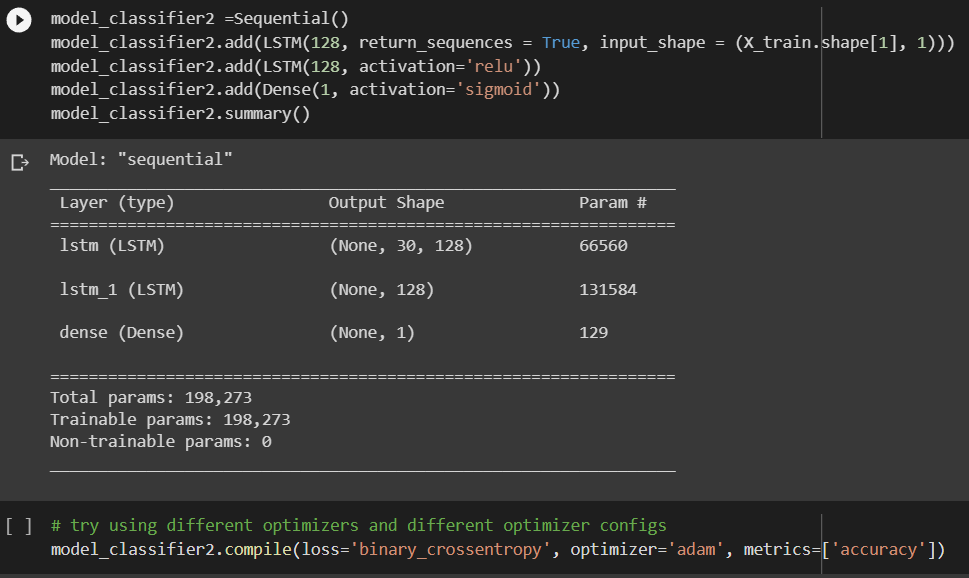 model_classifier2 =Sequential()
model_classifier2.add(LSTM(128, return_sequences = True, input_shape = (X_train.shape[1], 1)))
model_classifier2.add(LSTM(128, activation='relu'))
model_classifier2.add(Dense(1, activation='sigmoid'))
model_classifier2.summary()
Model: "sequential"
Layer (type) Output Shape Param #
lstm (LSTM) (None, 30, 128) 66560
lstm_1 (LSTM) (None, 128) 131584
dense (Dense) (None, 1) 129
Total params: 198,273
Trainable params: 198,273
Non-trainable params: 0
[ ] # try using different optimizers and different optimizer configs
model_classifier2.compile(loss='binary_crossentropy', optimizer='adam', metrics=['accuracy'])